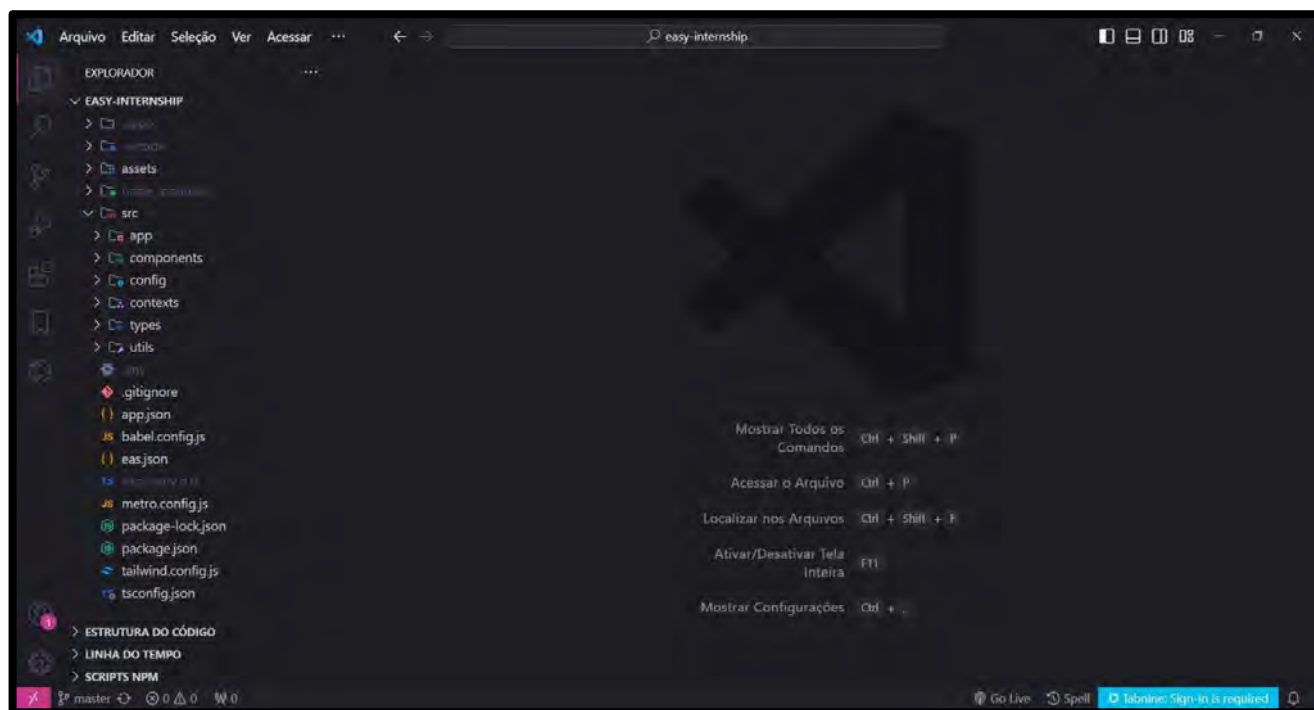 Arquivo Editar Seleção Ver Acessar ···
easy-internship
EXPLORADOR ···
EASY-INTERNSHIP
assets
src
app
components
config
contexts
types
utils
.gitignore
app.json
babel.config.js
eas.json
metro.config.js
package-lock.json
package.json
tailwind.config.js
tsconfig.json
ESTRUTURA DO CÓDIGO
LINHA DO TEMPO
SCRIPTS NPM
Mostrar Todos os
Comandos
Ctrl + Shift + P
Acessar o Arquivo Ctrl + P
Localizar nos Arquivos Ctrl + Shift + F
Ativar/Desativar Tela
Inteira
F11
Mostrar Configurações Ctrl + ,
1
master 0 0 0 Go Live Spell Tabnine: Sign-in is required